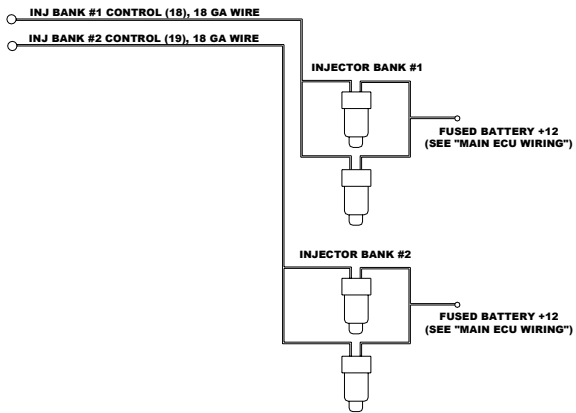 INJ BANK #1 CONTROL (18), 18 GA WIRE
INJ BANK #2 CONTROL (19), 18 GA WIRE
INJECTOR BANK #1
FUSED BATTERY +12
(SEE "MAIN ECU WIRING")
INJECTOR BANK #2
FUSED BATTERY +12
(SEE "MAIN ECU WIRING")